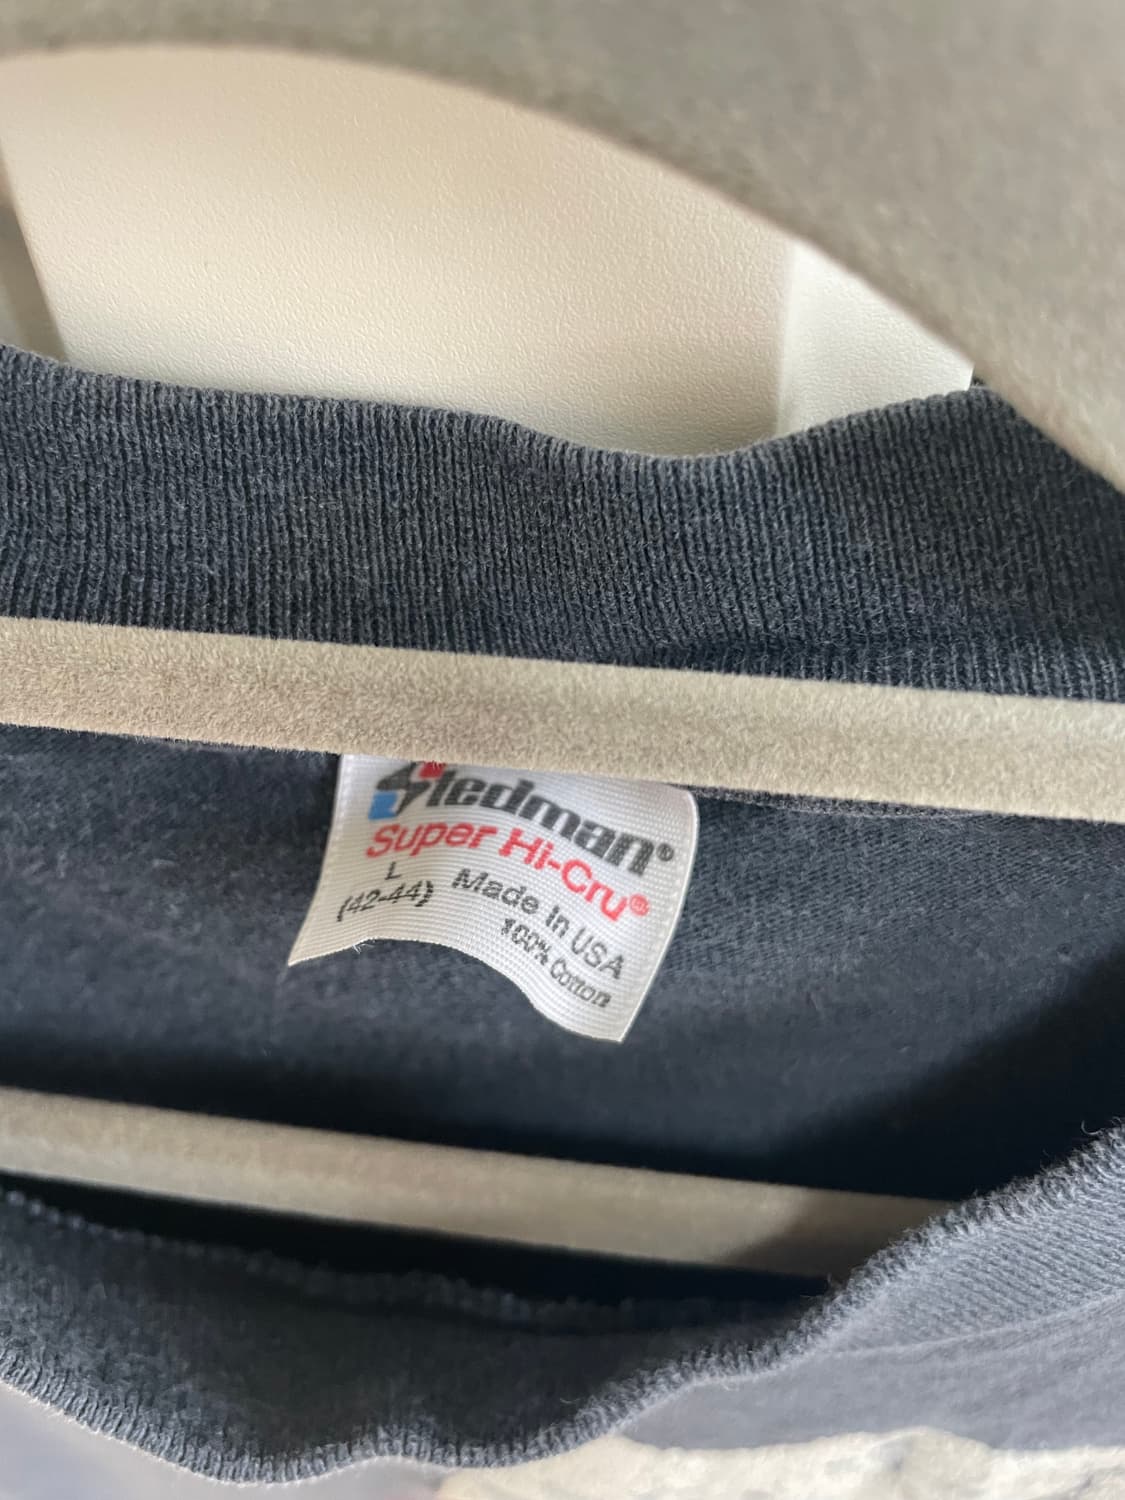 Stedman®
Super Hi-Cru®
L
(42-44)
Made In USA
100% Cotton